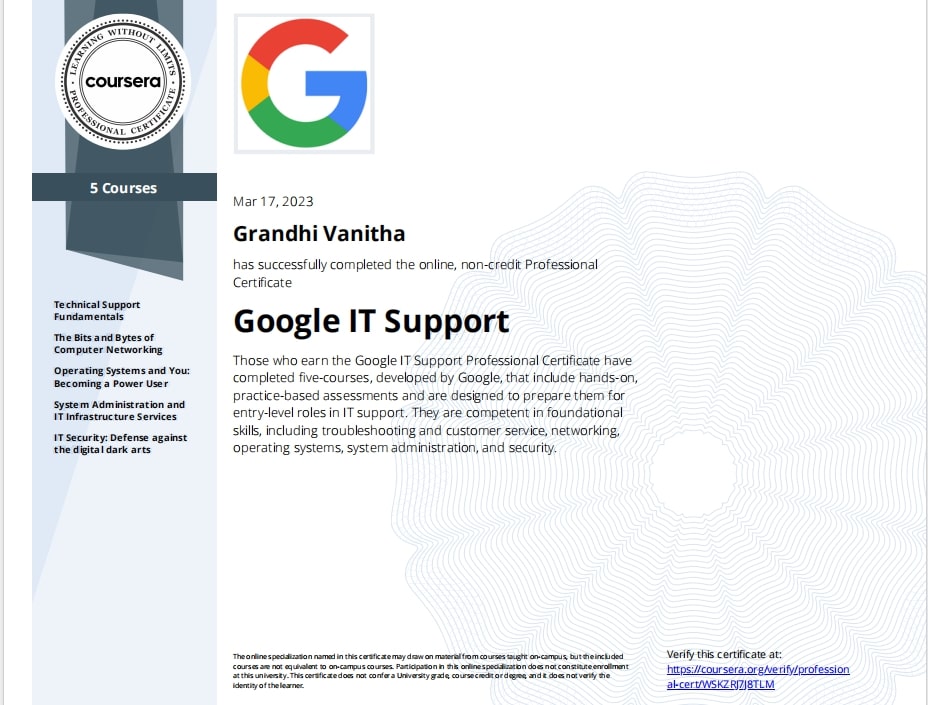 LEARNING WITHOUT LIMITS
coursera
PROFESSIONAL CERTIFICATE
5 Courses
Technical Support
Fundamentals
The Bits and Bytes of
Computer Networking
Operating Systems and You:
Becoming a Power User
System Administration and
IT Infrastructure Services
IT Security: Defense against
the digital dark arts
G
Mar 17, 2023
Grandhi Vanitha
has successfully completed the online, non-credit Professional
Certificate
Google IT Support
Those who earn the Google IT Support Professional Certificate have
completed five-courses, developed by Google, that include hands-on,
practice-based assessments and are designed to prepare them for
entry-level roles in IT support. They are competent in foundational
skills, including troubleshooting and customer service, networking,
operating systems, system administration, and security.
The online specialization named in this certificate may draw on material from courses taught on-campus, but the included
courses are not equivalent to on-campus courses. Participation in this online specialization does not constitute enrollment
at this university. This certificate does not confer a University grade, course credit or degree, and it does not verify the
identity of the learner.
Verify this certificate at:
https://coursera.org/verify/profession
al-cert/WSKZRJ7J8TLM